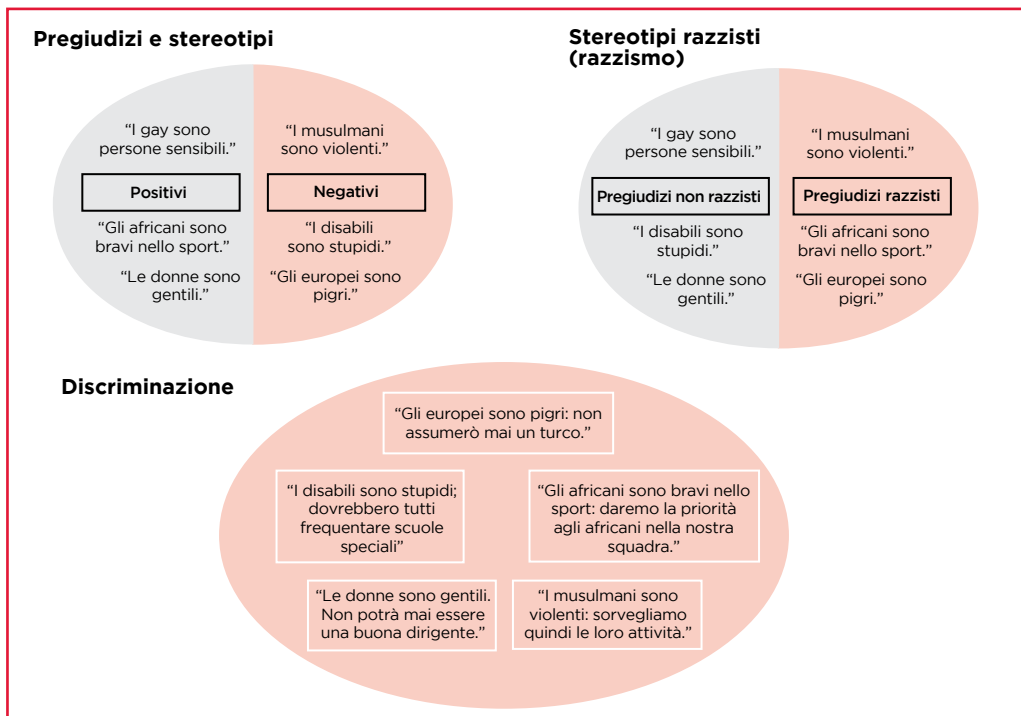 Pregiudizi e stereotipi
“I gay sono
persone sensibili.”
Positivi
“Gli africani sono
bravi nello sport.”
“Le donne sono
gentili.”
“I musulmani
sono violenti.”
Negativi
“I disabili
sono stupidi.”
“Gli europei sono
pigri.”
Stereotipi razzisti
(razzismo)
“I gay sono
persone sensibili.”
Pregiudizi non razzisti
“I disabili sono
stupidi.”
“Le donne sono
gentili.”
“I musulmani
sono violenti.”
Pregiudizi razzisti
“Gli africani sono
bravi nello sport.”
“Gli europei sono
pigri.”
Discriminazione
“Gli europei sono pigri: non
assumerò mai un turco.”
“I disabili sono stupidi;
dovrebbero tutti
frequentare scuole
speciali”
“Gli africani sono bravi nello
sport: daremo la priorità
agli africani nella nostra
squadra.”
“Le donne sono gentili.
Non potrà mai essere
una buona dirigente.”
“I musulmani sono
violenti: sorvegliamo
quindi le loro attività.”